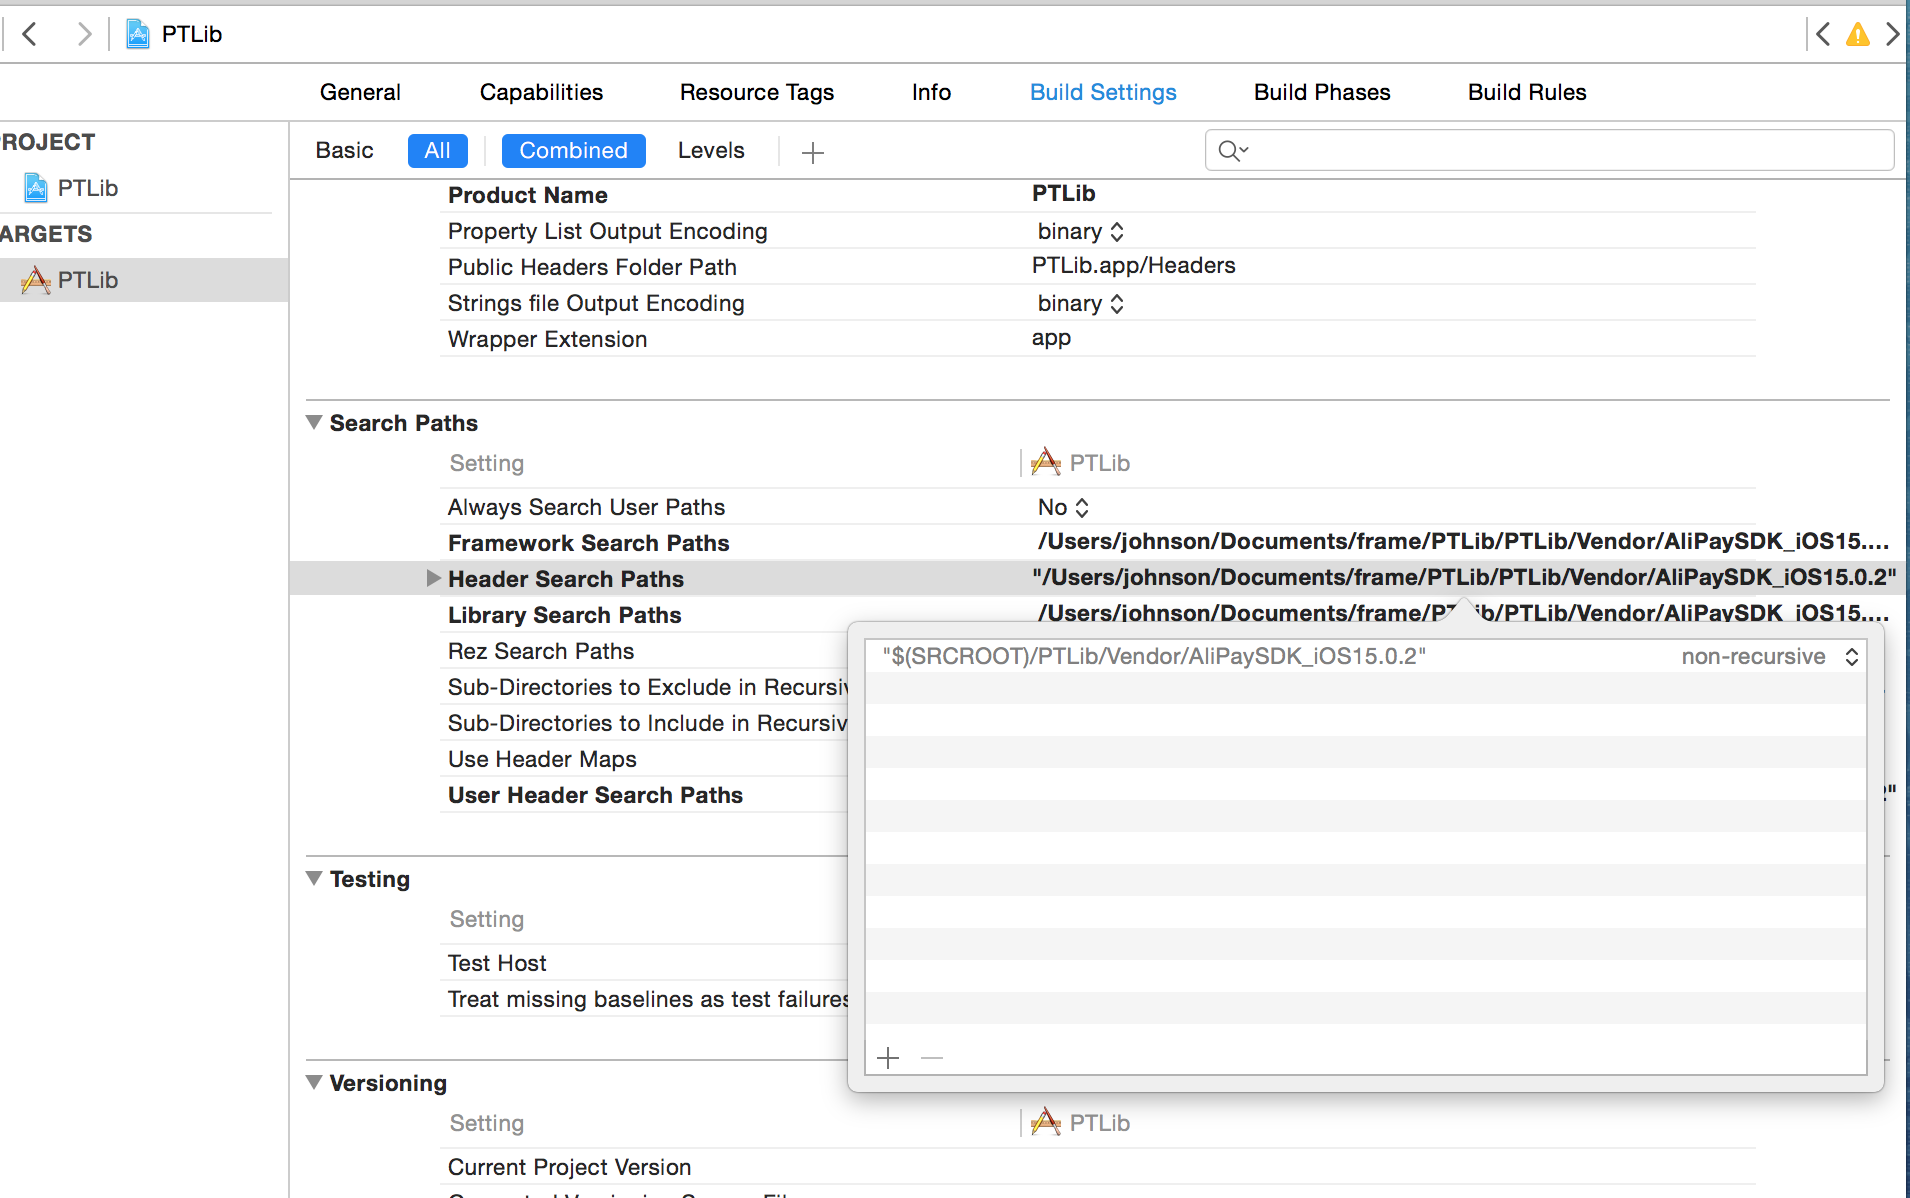 PTLib
General Capabilities Resource Tags Info Build Settings Build Phases Build Rules
ROJECT
PTLib
ARGETS
PTLib
Basic All Combined Levels
Product Name PTLib
Property List Output Encoding binary
Public Headers Folder Path PTLib.app/Headers
Strings file Output Encoding binary
Wrapper Extension app
Search Paths
Setting PTLib
Always Search User Paths No
Framework Search Paths /Users/johnson/Documents/frame/PTLib/PTLib/Vendor/AliPaySDK_iOS15....
Header Search Paths "/Users/johnson/Documents/frame/PTLib/PTLib/Vendor/AliPaySDK_iOS15.0.2"
Library Search Paths /Users/johnson/Documents/frame/PTLib/PTLib/Vendor/AliPaySDK_iOS15....
Rez Search Paths
Sub-Directories to Exclude in Recursiv
Sub-Directories to Include in Recursiv
Use Header Maps
User Header Search Paths
"$(SRCROOT)/PTLib/Vendor/AliPaySDK_iOS15.0.2" non-recursive
Testing
Setting
Test Host
Treat missing baselines as test failures
Versioning
Setting PTLib
Current Project Version